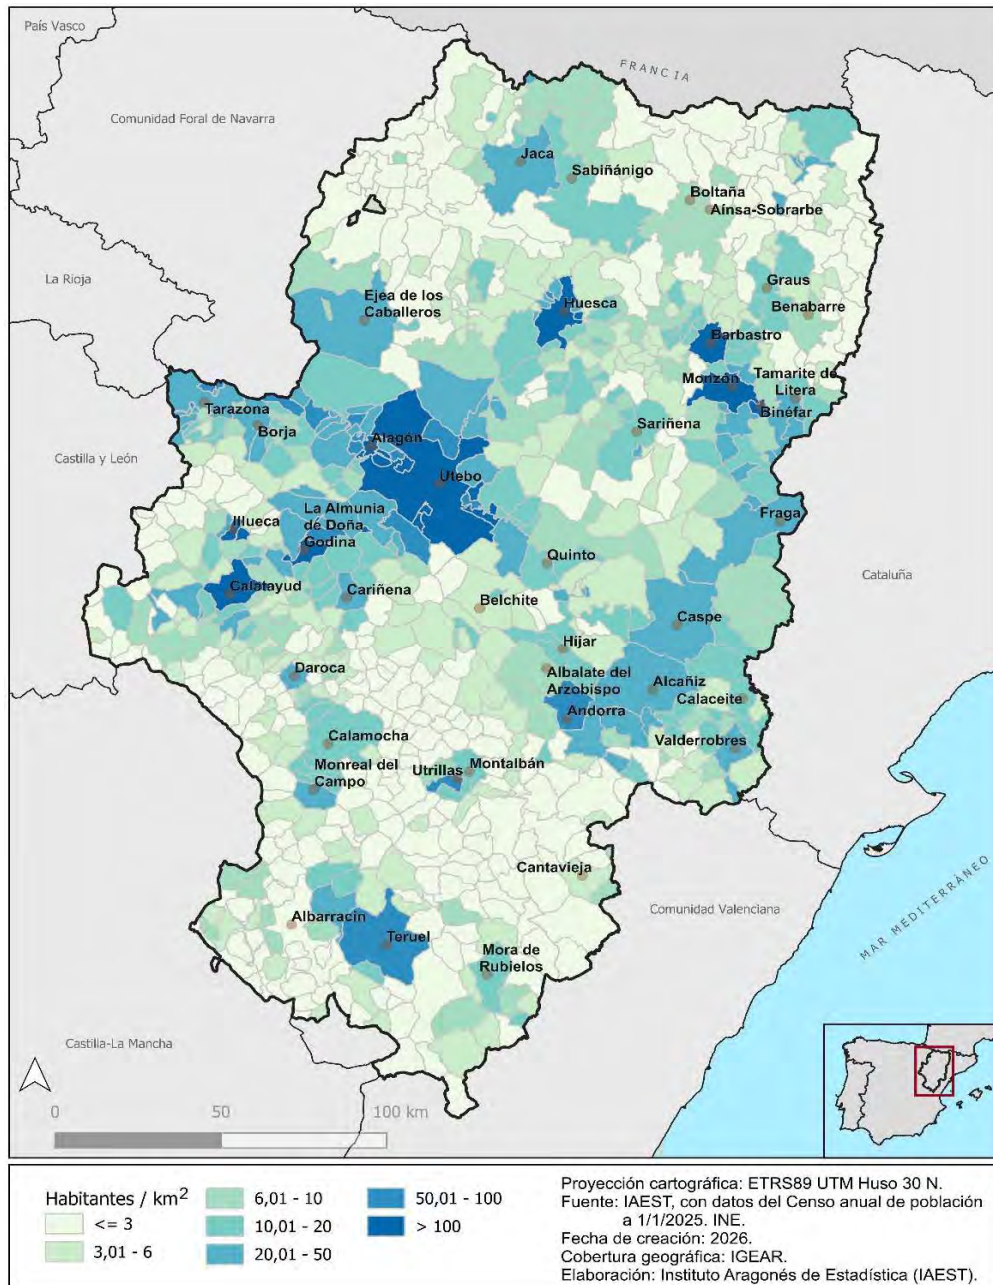 País Vasco
FRANCIA
Comunidad Foral de Navarra
Jaca
Sabiñánigo
Boltaña
Aínsa-Sobrarbe
La Rioja
Graus
Ejea de los
Caballeros
Huesca
Benabarre
Barbastro
Monzón
Tamarite de
Litera
Tarazona
Binéfar
Borja
Alagón
Sariñena
Castilla y León
Utebo
La Almunia
de Doña
Godina
Illueca
Fraga
Quinto
Cataluña
Calatayud
Cariñena
Belchite
Caspe
Híjar
Daroca
Albalate del
Arzobispo
Alcañiz
Calaceite
Andorra
Calamocha
Valderrobres
Monreal del
Campo
Utrillas
Montalbán
Cantavieja
Albarracín
Comunidad Valenciana
MAR MEDITERRÁNEO
Teruel
Mora de
Rubielos
Castilla-La Mancha
0 50 100 km
Habitantes / km²
<= 3
3,01 - 6
6,01 - 10
10,01 - 20
20,01 - 50
50,01 - 100
> 100
Proyección cartográfica: ETRS89 UTM Huso 30 N.
Fuente: IAEST, con datos del Censo anual de población
a 1/1/2025. INE.
Fecha de creación: 2026.
Cobertura geográfica: IGEAR.
Elaboración: Instituto Aragonés de Estadística (IAEST).